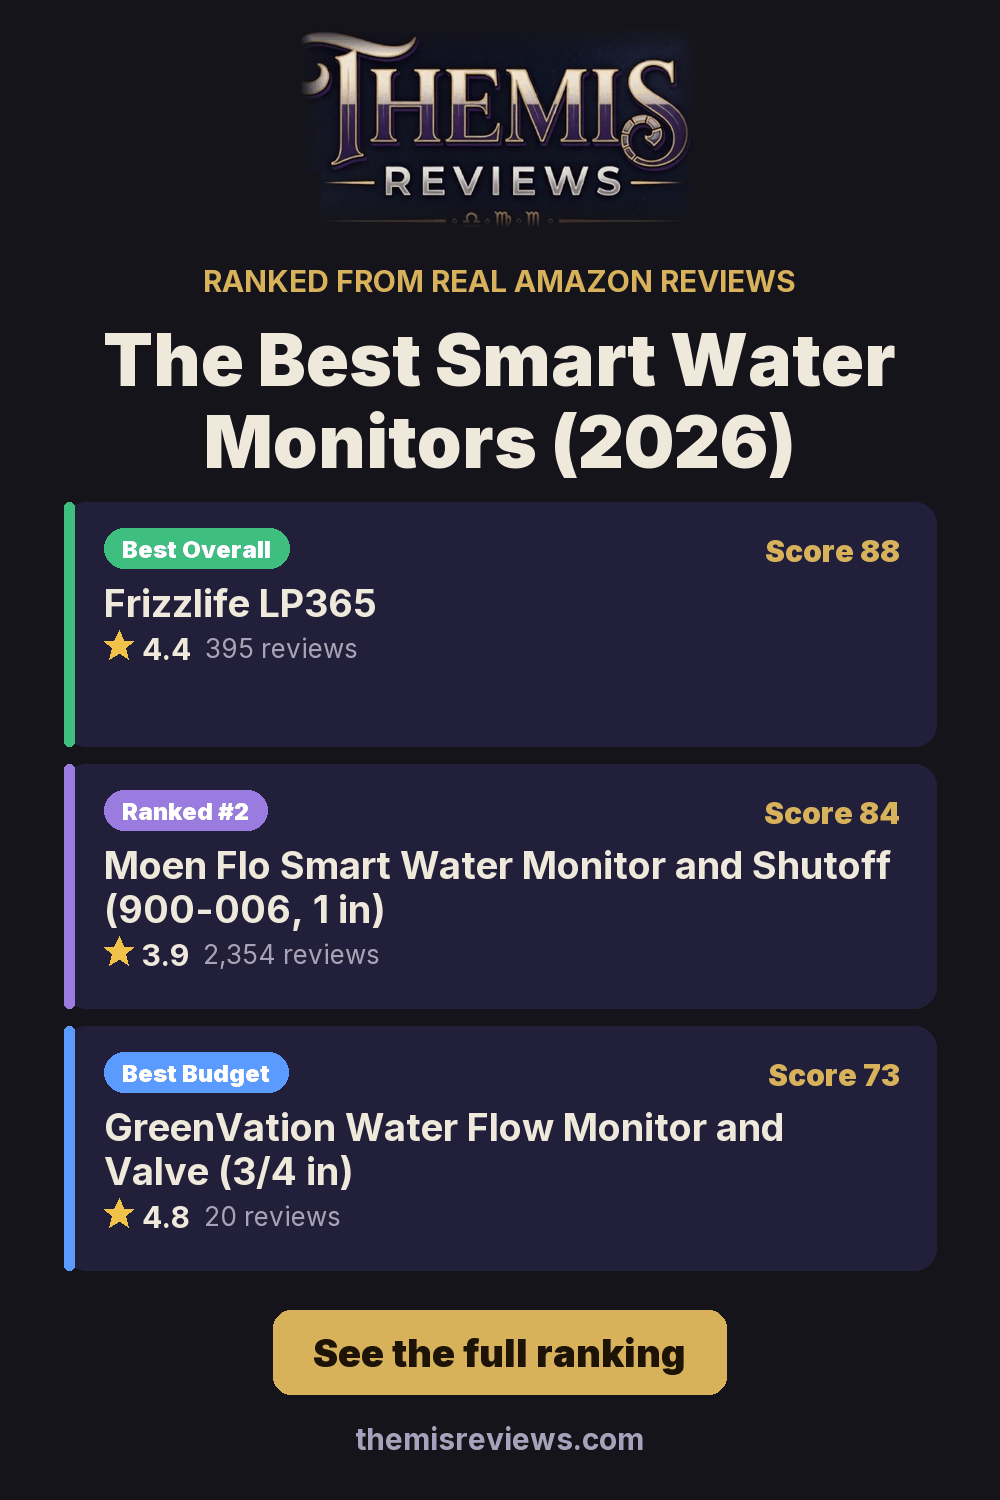 THEMIS
REVIEWS
♎ · ♍ · ♏
RANKED FROM REAL AMAZON REVIEWS
The Best Smart Water
Monitors (2026)
Best Overall
Score 88
Frizzlife LP365
4.4 395 reviews
Ranked #2
Score 84
Moen Flo Smart Water Monitor and Shutoff
(900-006, 1 in)
3.9 2,354 reviews
Best Budget
Score 73
GreenVation Water Flow Monitor and
Valve (3/4 in)
4.8 20 reviews
See the full ranking
themisreviews.com